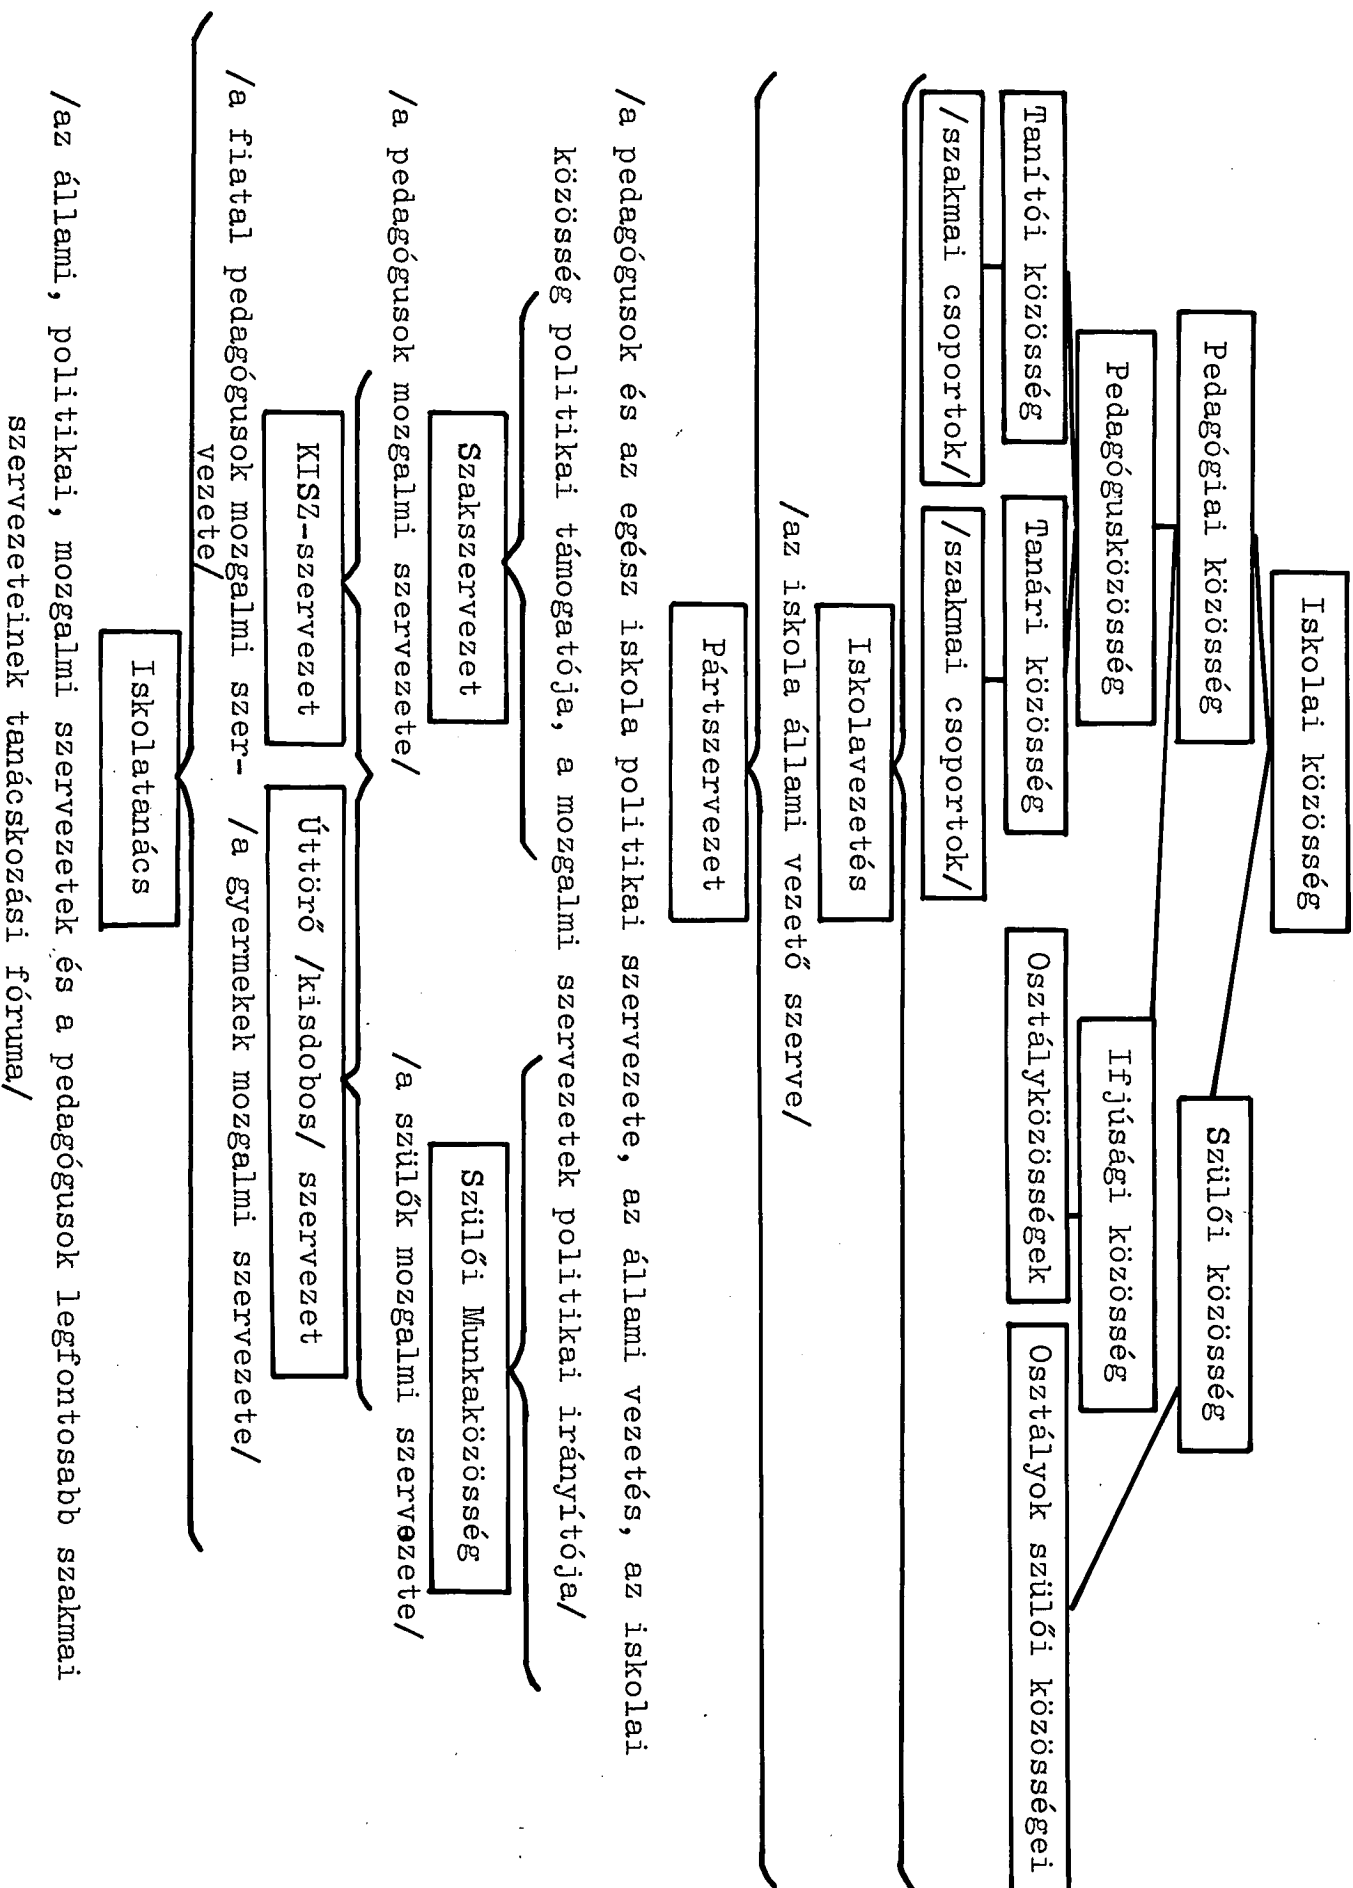 Iskolai közösség
Pedagógiai közösség
Szülői közösség
Pedagógusközösség
Ifjúsági közösség
Tanítói közösség
Tanári közösség
Osztályközösségek
Osztályok szülői közösségei
/szakmai csoportok/
/szakmai csoportok/
Iskolavezetés
/az iskola állami vezető szerve/
Pártszervezet
/a pedagógusok és az egész iskola politikai szervezete, az állami vezetés, az iskolai
közösség politikai támogatója, a mozgalmi szervezetek politikai irányítója/
Szakszervezet
Szülői Munkaközösség
/a pedagógusok mozgalmi szervezete/
/a szülők mozgalmi szervezete/
KISZ-szervezet
Úttörő /kisdobos/ szervezet
/a fiatal pedagógusok mozgalmi szer-
vezete/
/a gyermekek mozgalmi szervezete/
Iskolatanács
/az állami, politikai, mozgalmi szervezetek és a pedagógusok legfontosabb szakmai
szervezeteinek tanácskozási fóruma/